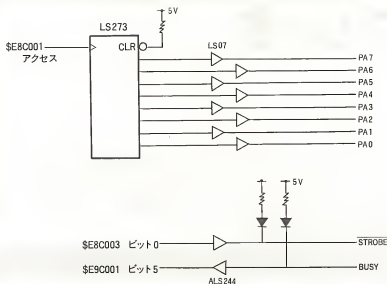 5V
LS273
$E8C001
アクセス
CLR
LS07
PA7
PA6
PA5
PA4
PA3
PA2
PA1
PA0
5V
$E8C003 ビット0
STROBE
$E9C001 ビット5
BUSY
ALS244